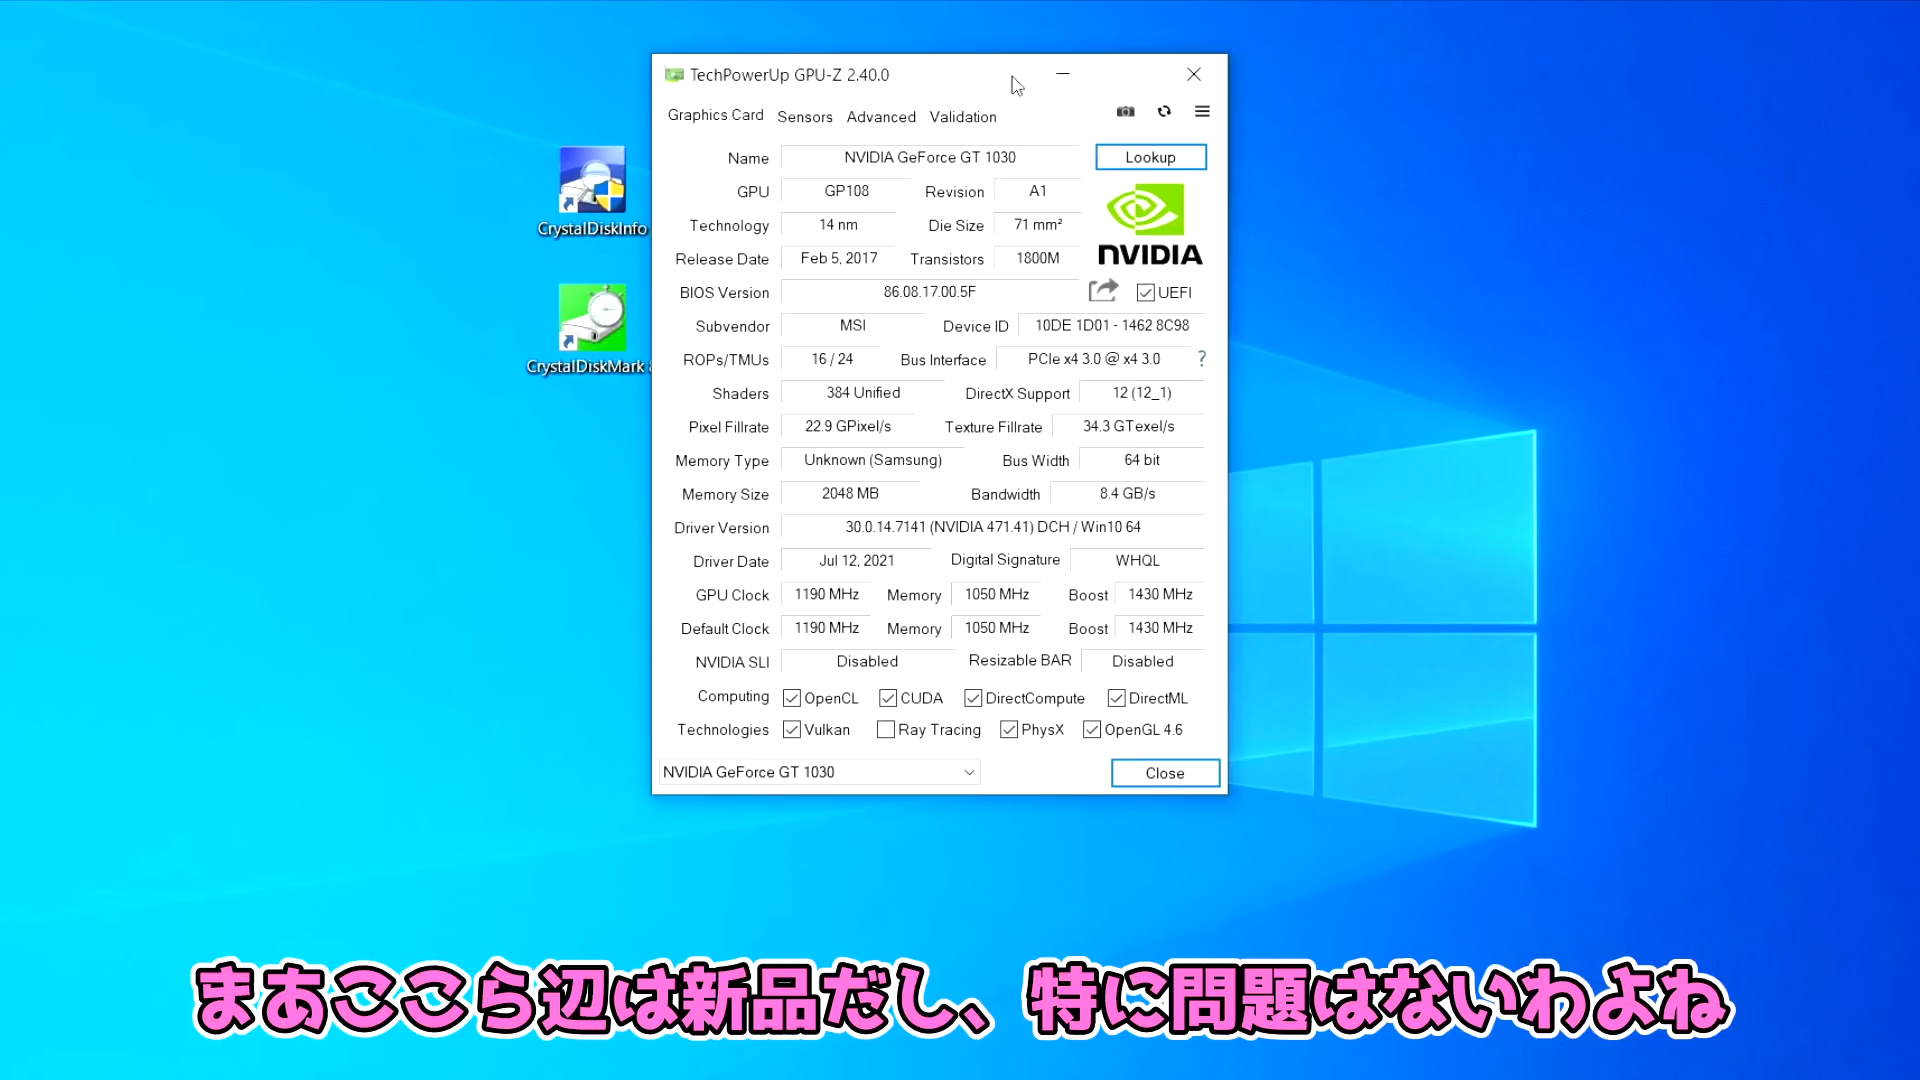 TechPowerUp GPU-Z 2.40.0
Graphics Card Sensors Advanced Validation
Name NVIDIA GeForce GT 1030 Lookup
GPU GP108 Revision A1
Technology 14 nm Die Size 71 mm²
NVIDIA
Release Date Feb 5, 2017 Transistors 1800M
BIOS Version 86.08.17.00.5F UEFI
Subvendor MSI Device ID 10DE 1D01 - 1462 8C98
ROPs/TMUs 16 / 24 Bus Interface PCIe x4 3.0 @ x4 3.0 ?
Shaders 384 Unified DirectX Support 12 (12_1)
Pixel Fillrate 22.9 GPixel/s Texture Fillrate 34.3 GTexel/s
Memory Type Unknown (Samsung) Bus Width 64 bit
Memory Size 2048 MB Bandwidth 8.4 GB/s
Driver Version 30.0.14.7141 (NVIDIA 471.41) DCH / Win10 64
Driver Date Jul 12, 2021 Digital Signature WHQL
GPU Clock 1190 MHz Memory 1050 MHz Boost 1430 MHz
Default Clock 1190 MHz Memory 1050 MHz Boost 1430 MHz
NVIDIA SLI Disabled Resizable BAR Disabled
Computing OpenCL CUDA DirectCompute DirectML
Technologies Vulkan Ray Tracing PhysX OpenGL 4.6
NVIDIA GeForce GT 1030 Close
CrystalDiskInfo
CrystalDiskMark
まあここら辺は新品だし、特に問題はないわよね